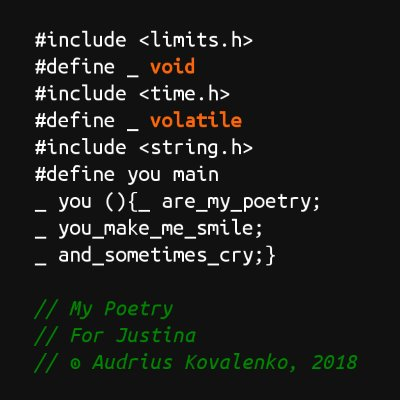 #include <limits.h>
#define _ void
#include <time.h>
#define _ volatile
#include <string.h>
#define you main
_ you (){_ are_my_poetry;
_ you_make_me_smile;
_ and_sometimes_cry;}
// My Poetry
// For Justina
// ⊙ Audrius Kovalenko, 2018